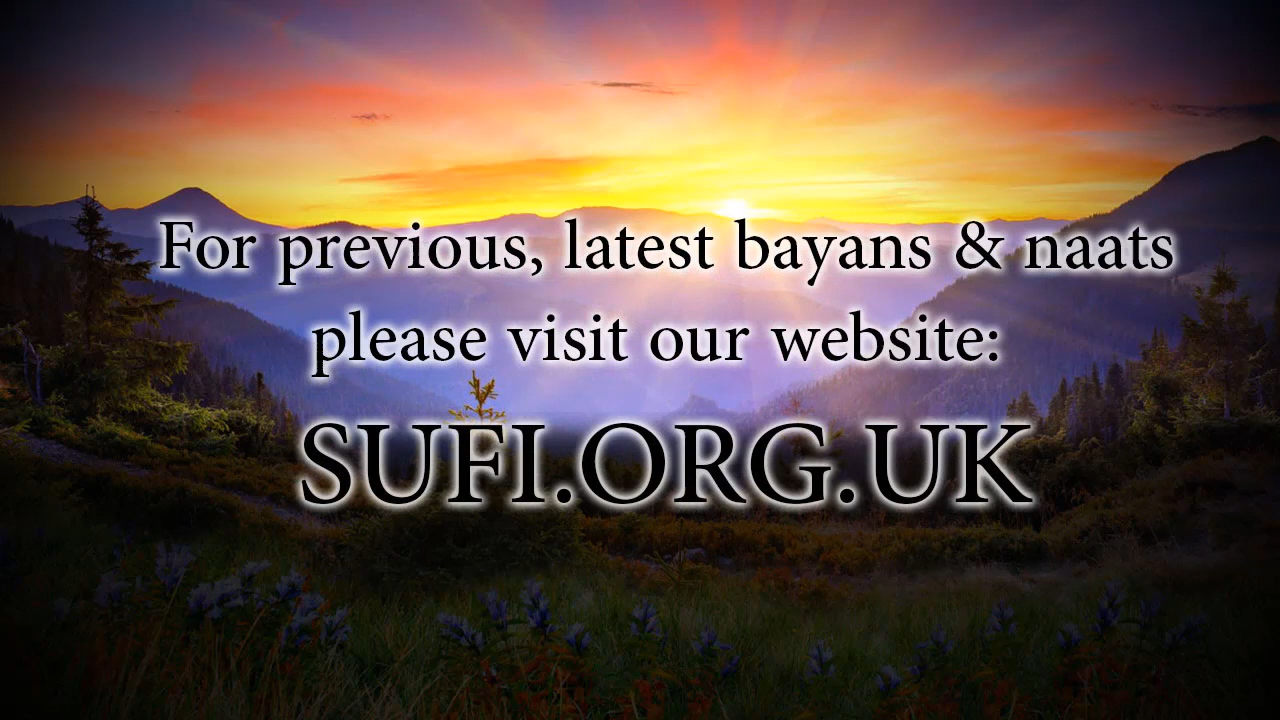 For previous, latest bayans & naats
please visit our website:
SUFI.ORG.UK